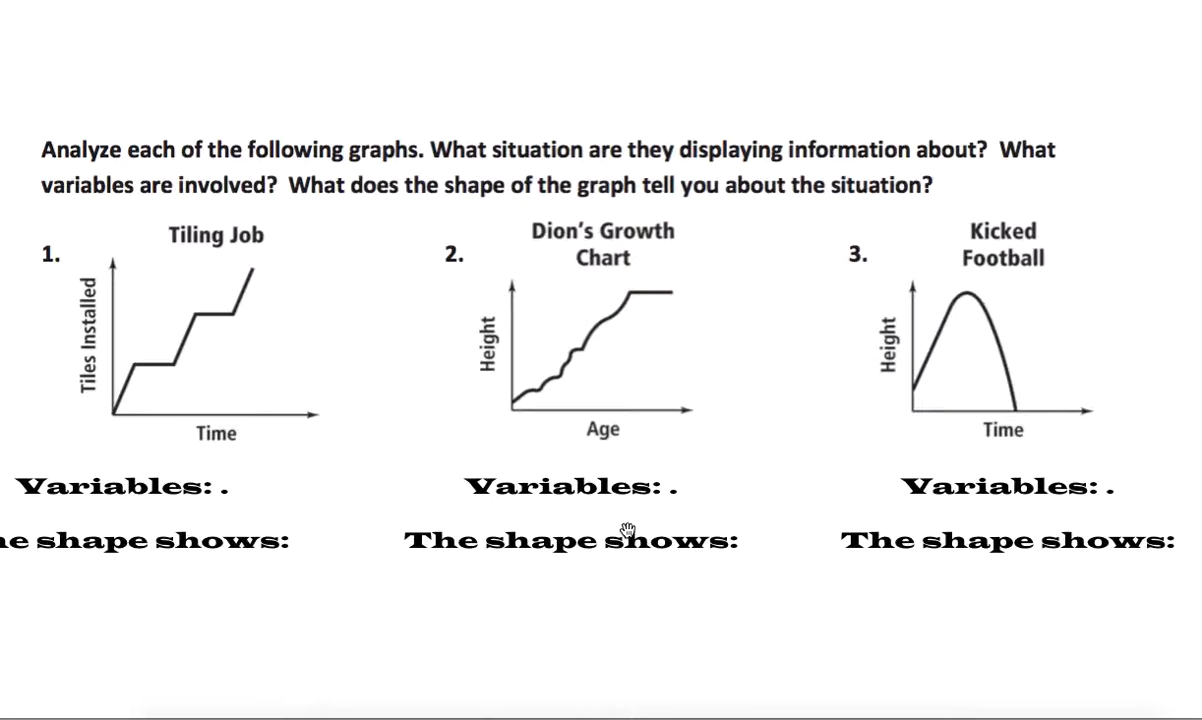 Analyze each of the following graphs. What situation are they displaying information about? What
variables are involved? What does the shape of the graph tell you about the situation?
1.
Tiling Job
Tiles Installed
Time
2.
Dion's Growth
Chart
Height
Age
3.
Kicked
Football
Height
Time
Variables: .
Variables: .
Variables: .
he shape shows:
The shape shows:
The shape shows: